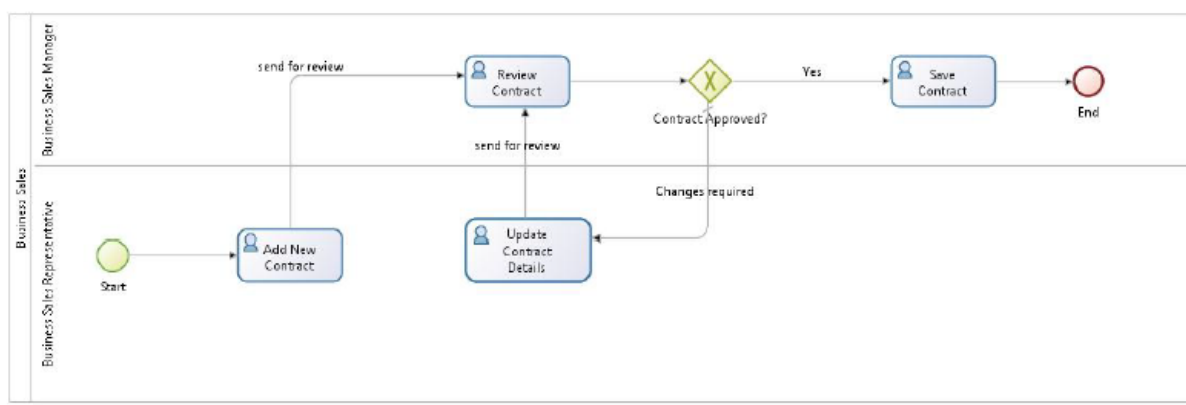 Business Sales
Business Sales Manager
send for review
Review
Contract
Contract Approved?
Yes
Save
Contract
End
send for review
Changes required
Business Sales Representative
Start
Add New
Contract
Update
Contract
Details